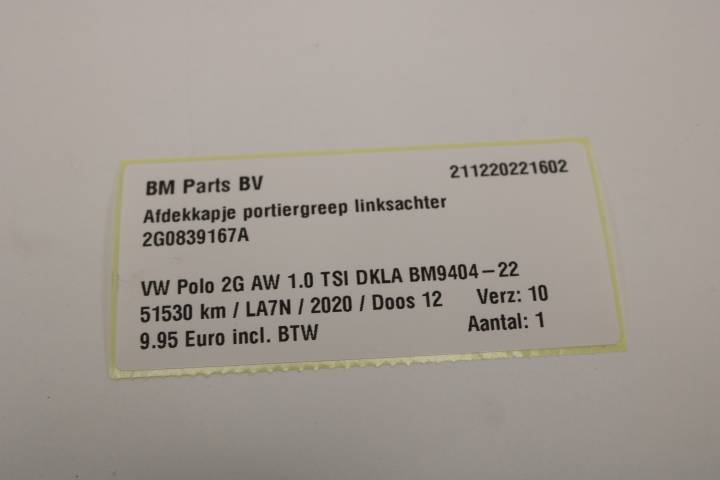 BM Parts BV 211220221602
Afdekkapje portiergreep linksachter
2G0839167A
VW Polo 2G AW 1.0 TSI DKLA BM9404-22
51530 km / LA7N / 2020 / Doos 12 Verz: 10
9.95 Euro incl. BTW Aantal: 1